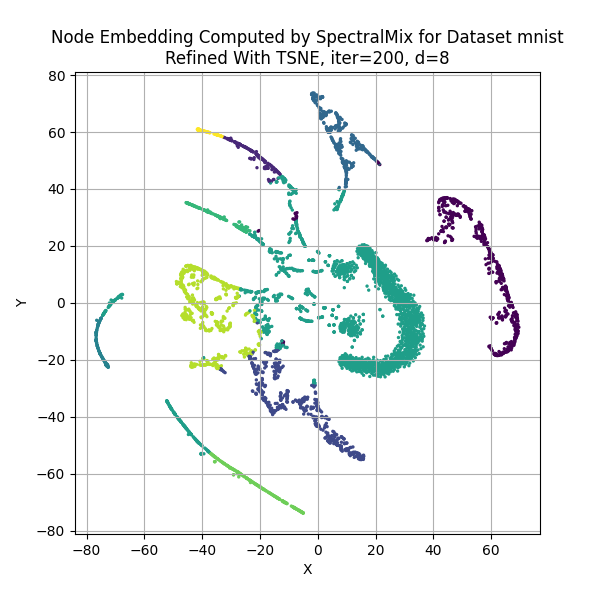 Node Embedding Computed by SpectralMix for Dataset mnist
Refined With TSNE, iter=200, d=8
80
60
40
20
0
−20
−40
−60
−80
Y
−80 −60 −40 −20 0 20 40 60
X